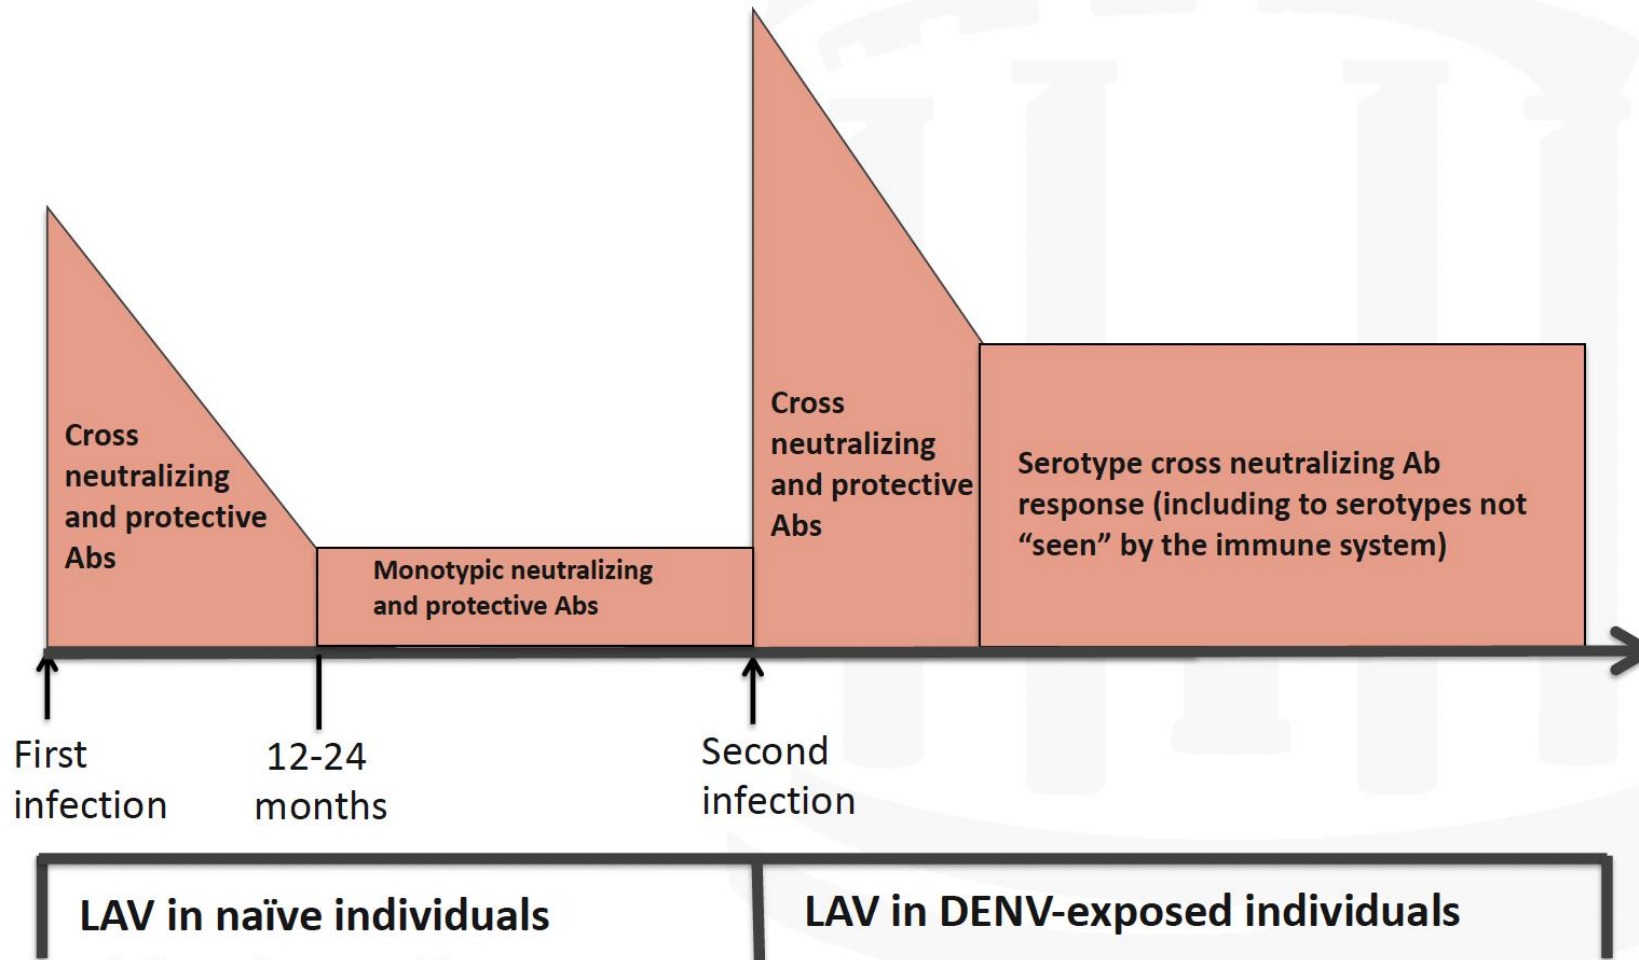 Cross
neutralizing
and protective
Abs
Monotypic neutralizing
and protective Abs
Cross
neutralizing
and protective
Abs
Serotype cross neutralizing Ab
response (including to serotypes not
“seen” by the immune system)
First
infection
12-24
months
Second
infection
LAV in naïve individuals
LAV in DENV-exposed individuals